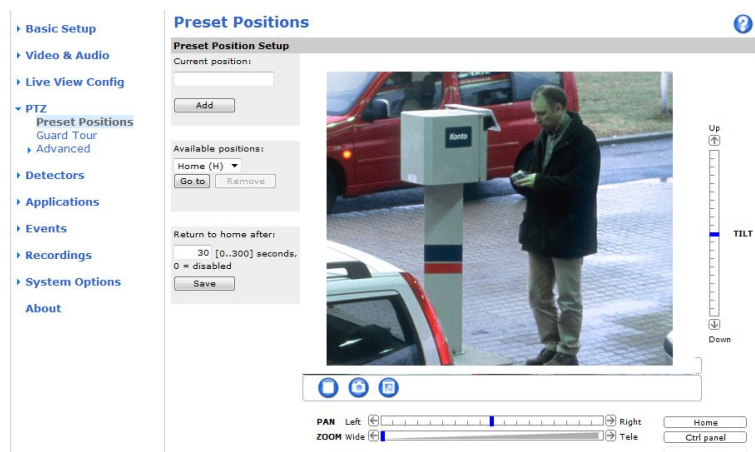 Preset Positions
Basic Setup
Video & Audio
Live View Config
PTZ
Preset Positions
Guard Tour
Advanced
Detectors
Applications
Events
Recordings
System Options
About
Preset Position Setup
Current position:
Add
Available positions:
Home (H)
Go to Remove
Return to home after:
30 [0..300] seconds,
0 = disabled
Save
Konto
Up
TILT
Down
PAN Left Right Home
ZOOM Wide Tele Ctrl panel